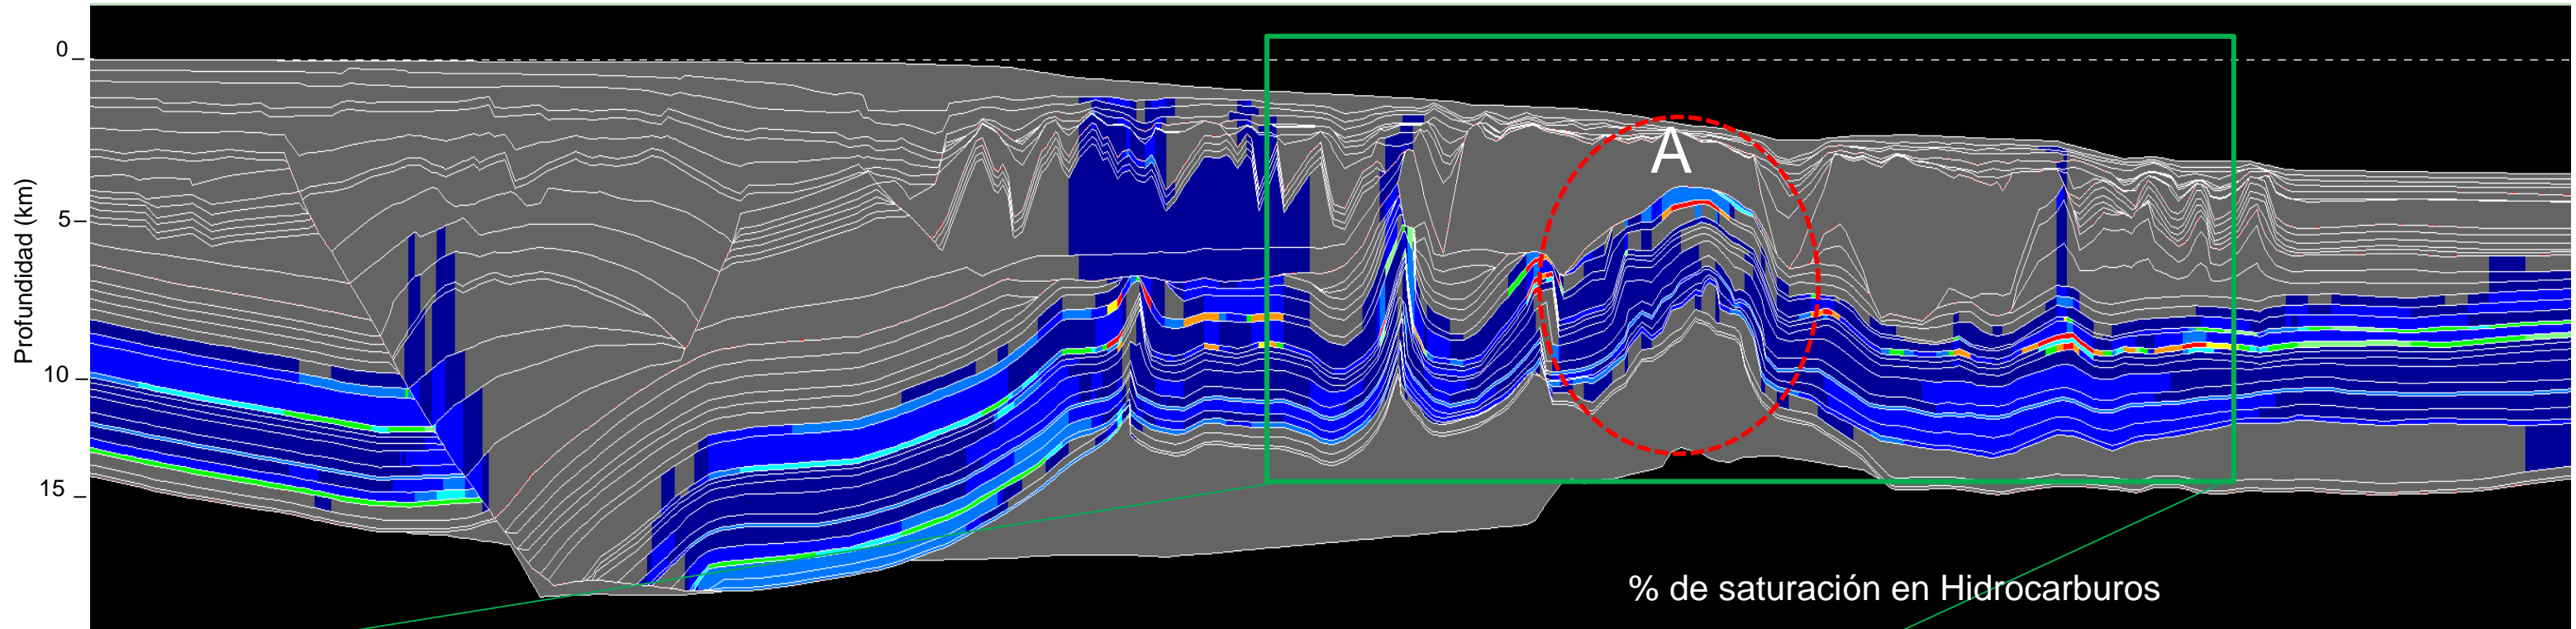 0
A
Profundidad (km)
5
10
15
% de saturación en Hidrocarburos